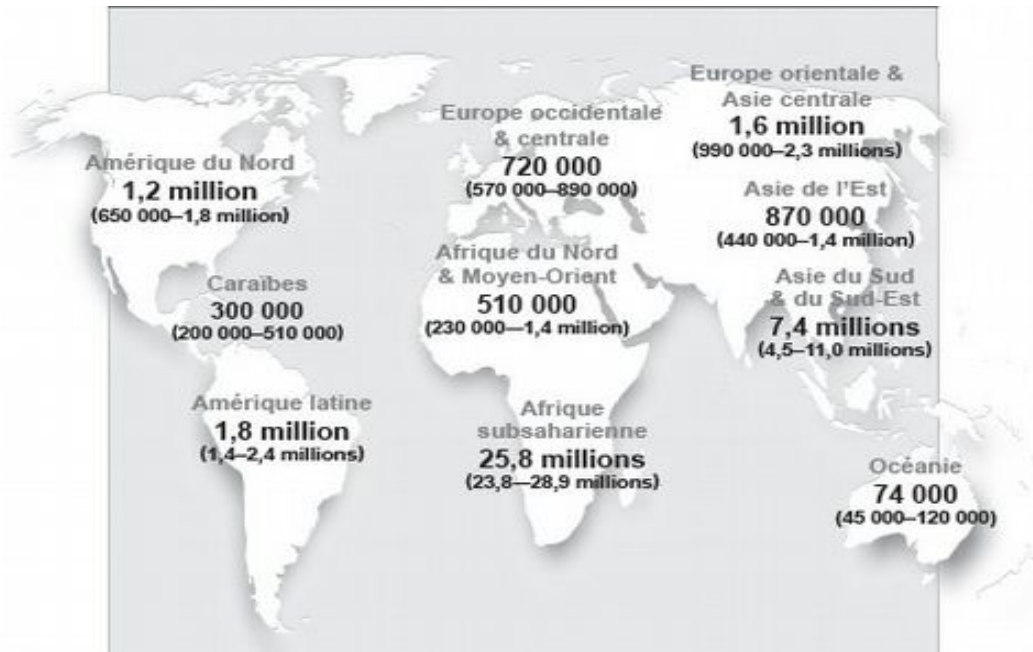 Amérique du Nord
1,2 million
(650 000–1,8 million)
Caraïbes
300 000
(200 000–510 000)
Amérique latine
1,8 million
(1,4–2,4 millions)
Europe occidentale
& centrale
720 000
(570 000–890 000)
Afrique du Nord
& Moyen-Orient
510 000
(230 000—1,4 million)
Afrique
subsaharienne
25,8 millions
(23,8—28,9 millions)
Europe orientale &
Asie centrale
1,6 million
(990 000–2,3 millions)
Asie de l’Est
870 000
(440 000–1,4 million)
Asie du Sud
& du Sud-Est
7,4 millions
(4,5–11,0 millions)
Océanie
74 000
(45 000–120 000)